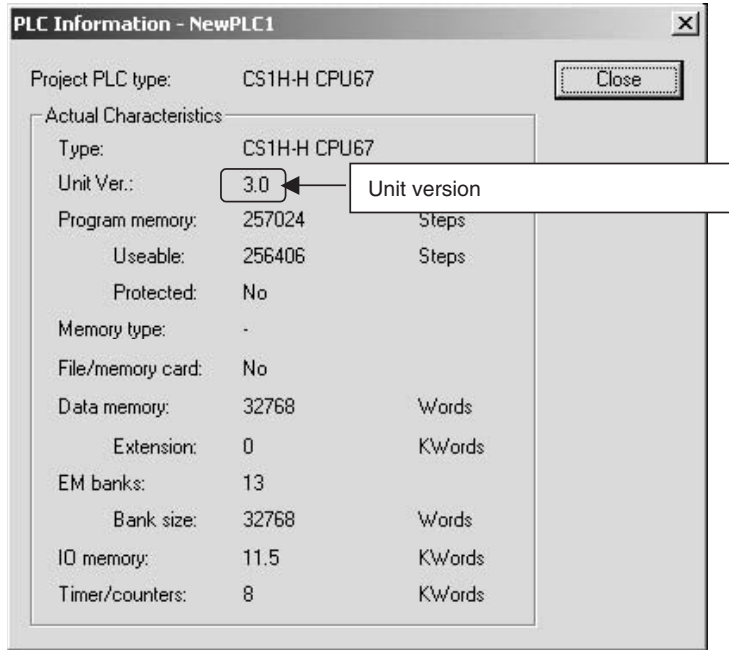 PLC Information - NewPLC1
Project PLC type: CS1H-H CPU67 Close
Actual Characteristics
Type: CS1H-H CPU67
Unit Ver.: 3.0 Unit version
Program memory: 257024 Steps
Useable: 256406 Steps
Protected: No
Memory type: -
File/memory card: No
Data memory: 32768 Words
Extension: 0 KWords
EM banks: 13
Bank size: 32768 Words
IO memory: 11.5 KWords
Timer/counters: 8 KWords